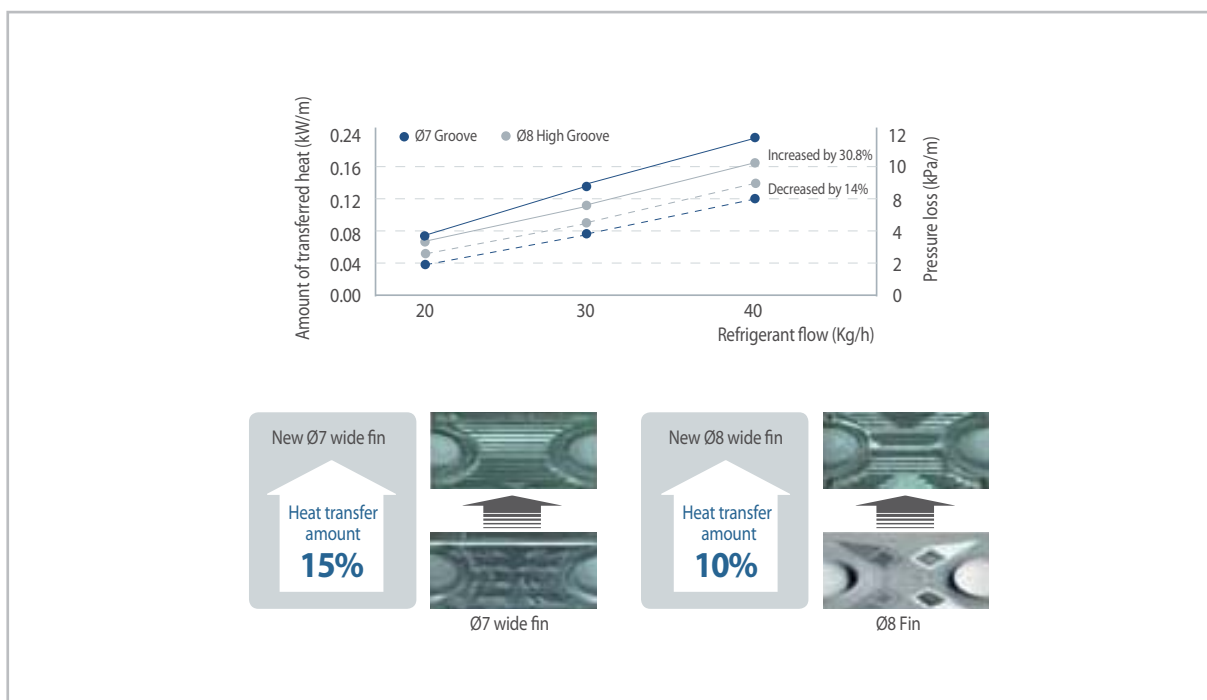 Ø7 Groove
Ø8 High Groove
Amount of transferred heat (kW/m)
0.24
0.16
0.12
0.08
0.04
0.00
Increased by 30.8%
Decreased by 14%
12
10
8
4
2
0
Pressure loss (kPa/m)
20
30
40
Refrigerant flow (Kg/h)
New Ø7 wide fin
Heat transfer
amount
15%
Ø7 wide fin
New Ø8 wide fin
Heat transfer
amount
10%
Ø8 Fin